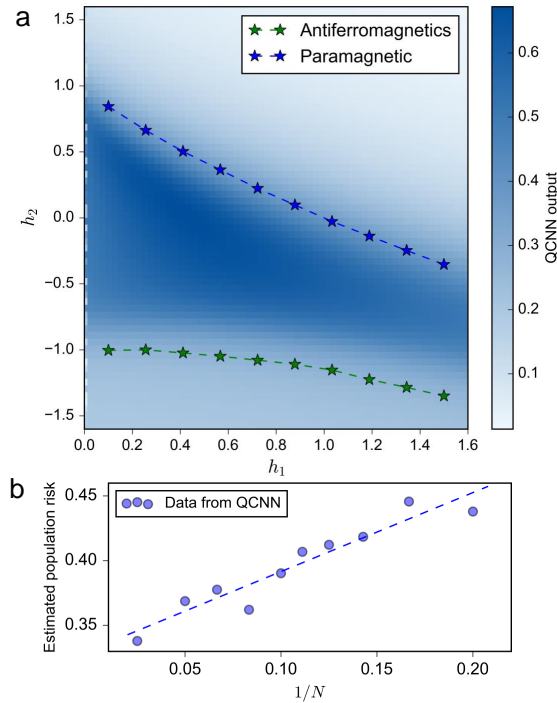 a
Antiferromagnetics
Paramagnetic
1.6
1.0
0.5
0.0
−0.5
−1.0
−1.5
h₂
0.0 0.2 0.4 0.6 0.8 1.0 1.2 1.4 1.6
h₁
0.6
0.5
0.4
0.3
0.2
0.1
QCNN output
b
Data from QCNN
0.45
0.40
0.35
Estimated population risk
0.05 0.10 0.15 0.20
1/N